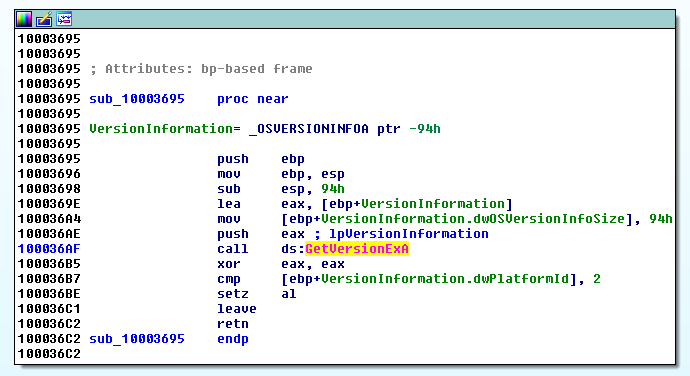 10003695
10003695
10003695 ; Attributes: bp-based frame
10003695
10003695 sub_10003695    proc near
10003695
10003695 VersionInformation= _OSVERSIONINFOA ptr -94h
10003695
10003695                 push    ebp
10003696                 mov     ebp, esp
10003698                 sub     esp, 94h
1000369E                 lea     eax, [ebp+VersionInformation]
100036A4                 mov     [ebp+VersionInformation.dwOSVersionInfoSize], 94h
100036AE                 push    eax ; lpVersionInformation
100036AF                 call    ds:GetVersionExA
100036B5                 xor     eax, eax
100036B7                 cmp     [ebp+VersionInformation.dwPlatformId], 2
100036BE                 setz    al
100036C1                 leave
100036C2                 retn
100036C2 sub_10003695    endp
100036C2